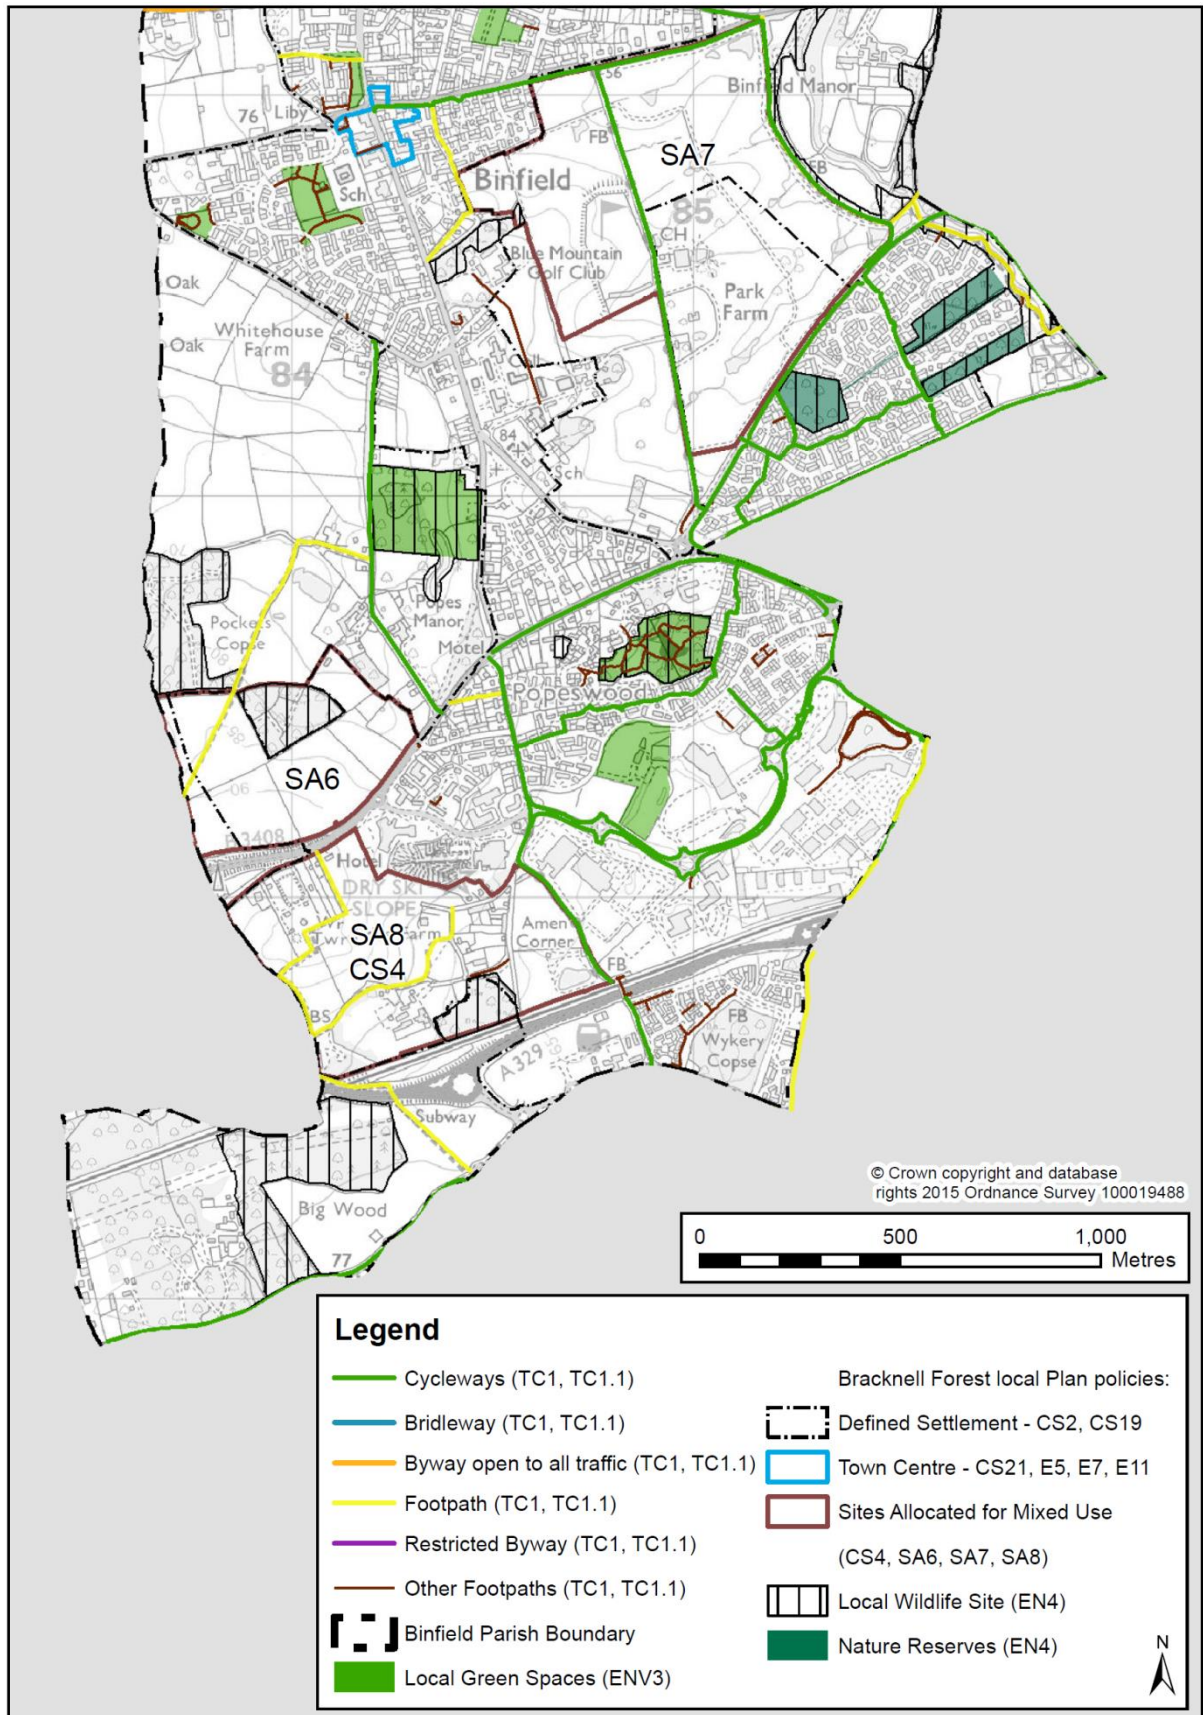 56
Binfield Manor
76
Liby
FB
SA7
FB
Sch
Binfield
85
CH
Blue Mountain
Golf Club
Oak
Park
Farm
Whitehouse
Farm
Oak
84
84
Sch
Pockets
Copse
Popes
Manor
Motel
Popeswood
SA6
90
3408
Hotel
DRY SKI
SLOPE
SA8
CS4
Farm
Amen
Corner
FB
BS
A 329
FB
Wykery
Copse
Subway
Big Wood
77
© Crown copyright and database
rights 2015 Ordnance Survey 100019488
0 500 1,000
Metres
Legend
Cycleways (TC1, TC1.1)
Bridleway (TC1, TC1.1)
Byway open to all traffic (TC1, TC1.1)
Footpath (TC1, TC1.1)
Restricted Byway (TC1, TC1.1)
Other Footpaths (TC1, TC1.1)
Binfield Parish Boundary
Local Green Spaces (ENV3)
Bracknell Forest local Plan policies:
Defined Settlement - CS2, CS19
Town Centre - CS21, E5, E7, E11
Sites Allocated for Mixed Use
(CS4, SA6, SA7, SA8)
Local Wildlife Site (EN4)
Nature Reserves (EN4)
N